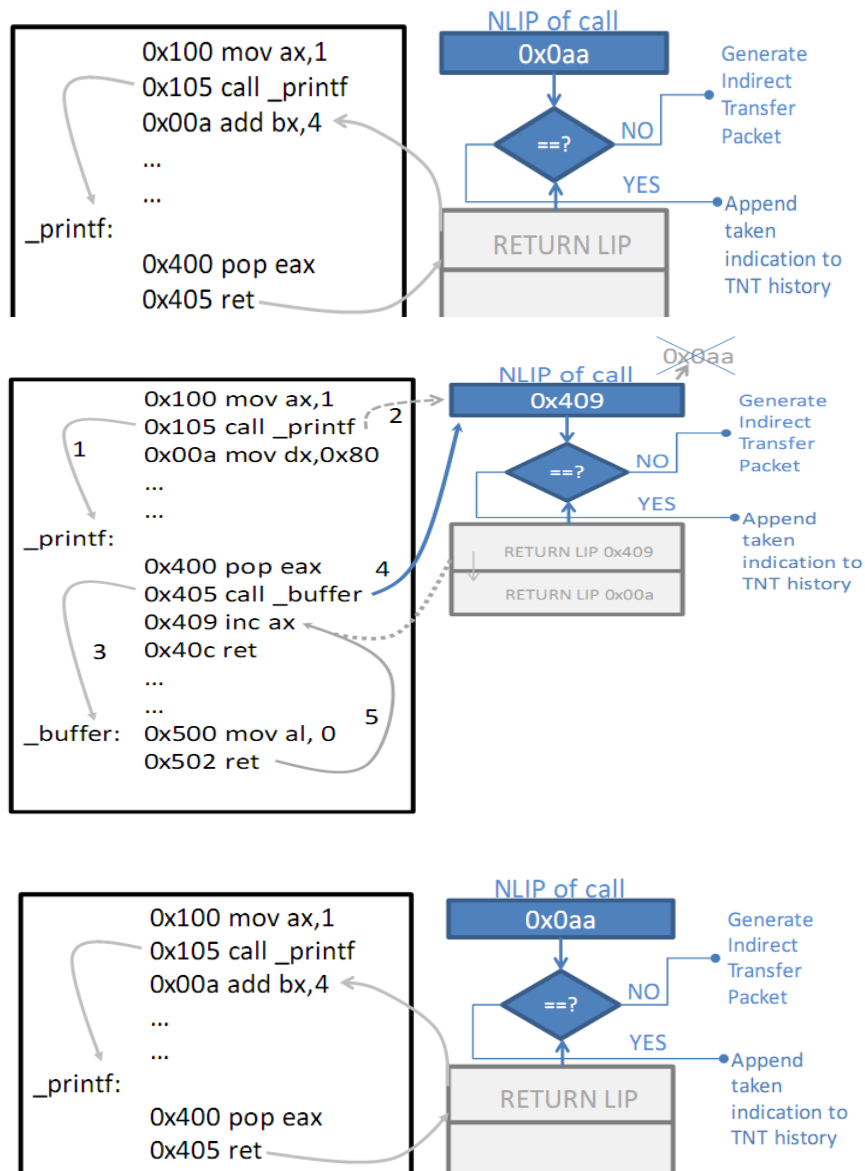 NLIP of call
0x0aa
0x100 mov ax,1
0x105 call _printf
0x00a add bx,4
...
...
_printf:
0x400 pop eax
0x405 ret
==?
NO
YES
Generate
Indirect
Transfer
Packet
RETURN LIP
Append
taken
indication to
TNT history
0x0aa
NLIP of call
0x409
0x100 mov ax,1
0x105 call _printf
2
0x00a mov dx,0x80
1
...
...
_printf:
0x400 pop eax
4
0x405 call _buffer
0x409 inc ax
3
0x40c ret
...
...
5
_buffer: 0x500 mov al, 0
0x502 ret
==?
NO
YES
Generate
Indirect
Transfer
Packet
RETURN LIP 0x409
RETURN LIP 0x00a
Append
taken
indication to
TNT history
NLIP of call
0x0aa
0x100 mov ax,1
0x105 call _printf
0x00a add bx,4
...
...
_printf:
0x400 pop eax
0x405 ret
==?
NO
YES
Generate
Indirect
Transfer
Packet
RETURN LIP
Append
taken
indication to
TNT history